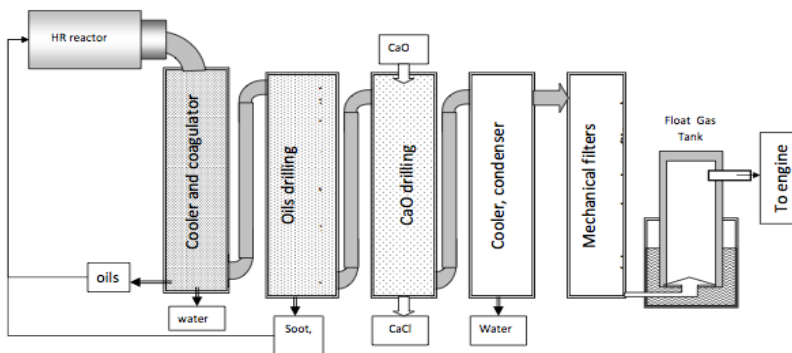 HR reactor
CaO
Float Gas
Tank
Cooler and coagulator
Oils drilling
CaO drilling
Cooler, condenser
Mechanical filters
To engine
oils
water
Soot,
CaCl
Water